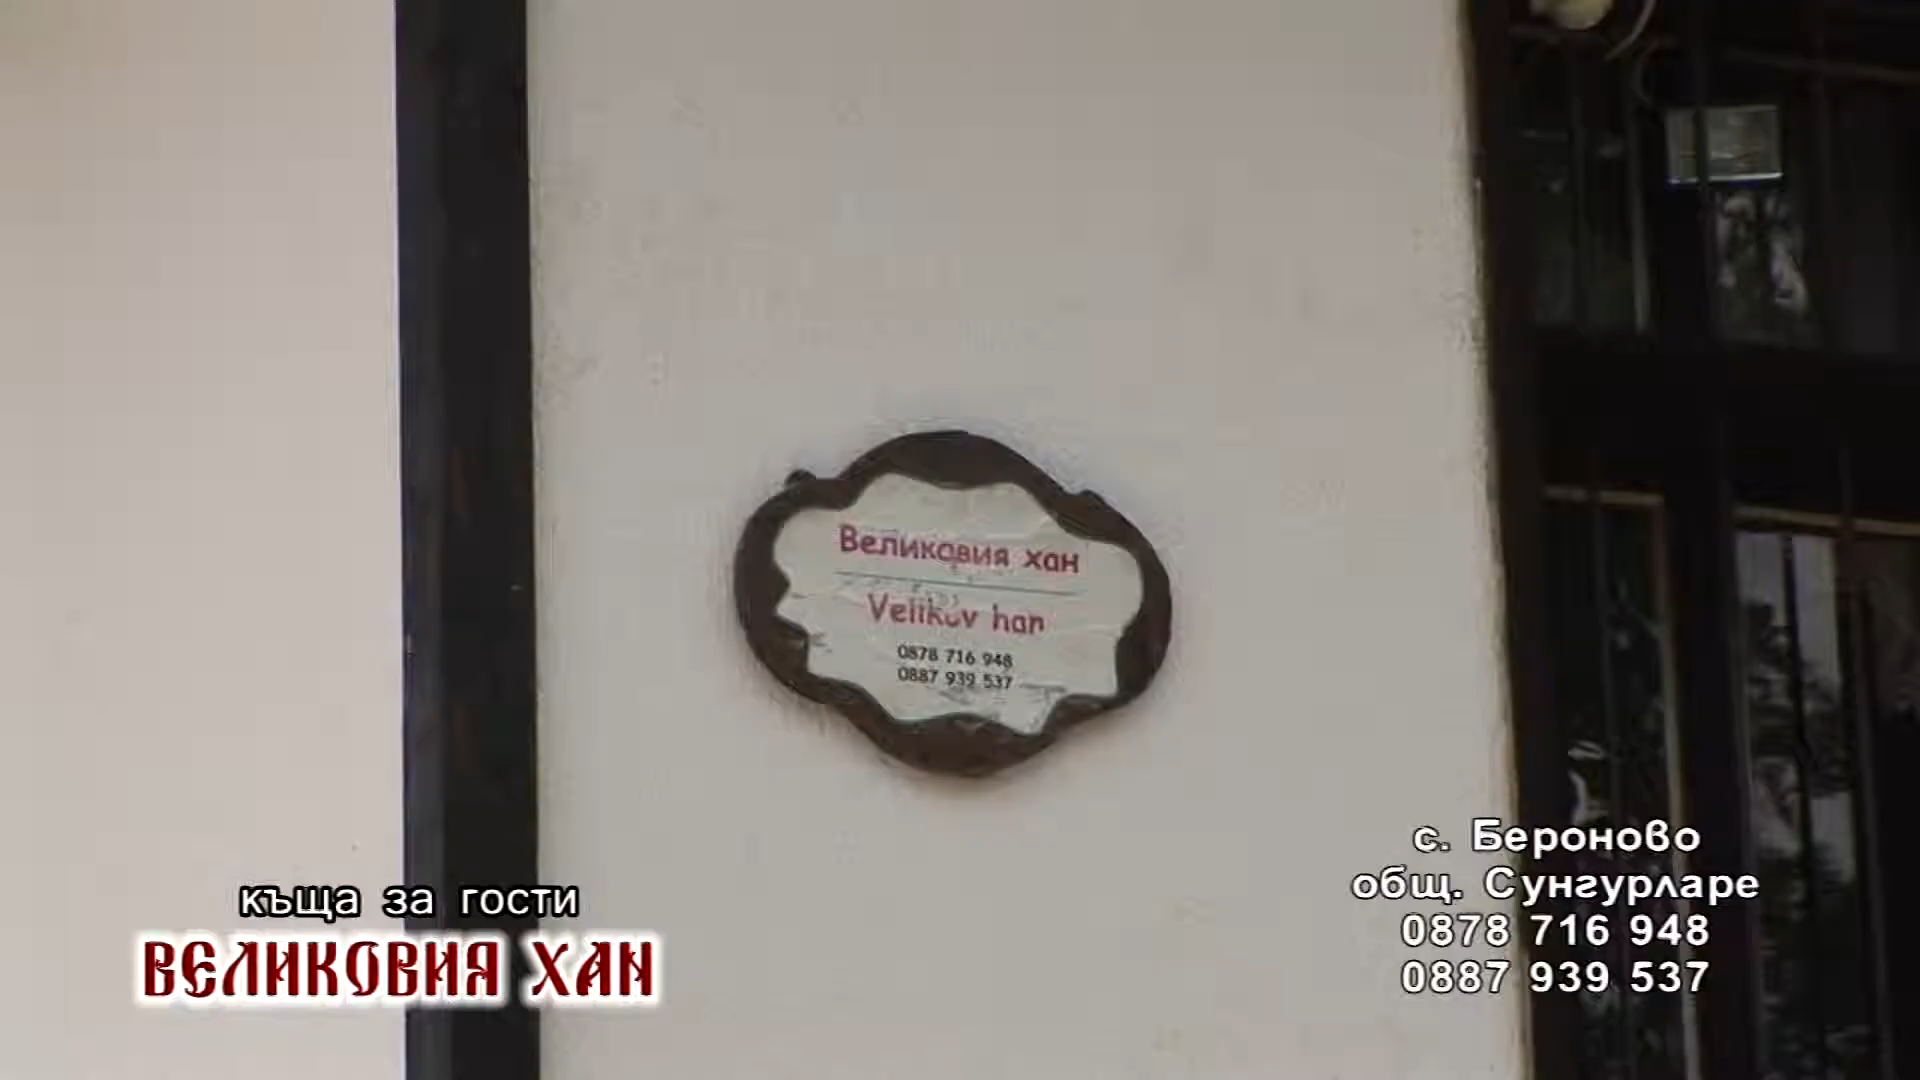 Великовия хан
Velikov han
0878 716 948
0887 939 537
къща за гости
ВЕЛИКОВИЯ ХАН
с. Бероново
общ. Сунгурларе
0878 716 948
0887 939 537